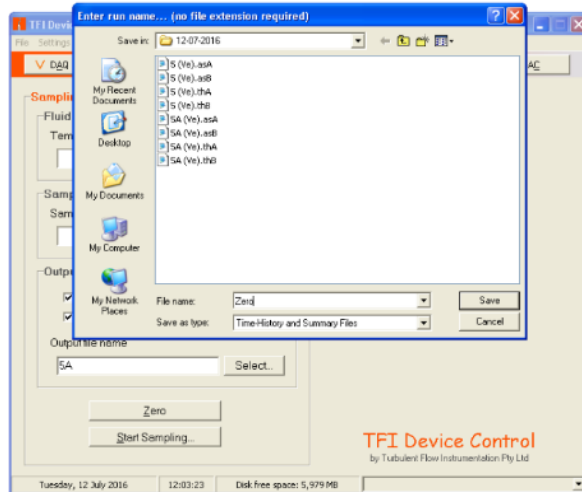 Enter run name... (no file extension required)
TFI Devic
File Settings
Save in: 12-07-2016
V DAQ
My Recent
Documents
Desktop
My Documents
My Computer
My Network
Places
5 (Ve).asA
5 (Ve).asB
5 (Ve).thA
5 (Ve).thB
5A (Ve).asA
5A (Ve).asB
5A (Ve).thA
5A (Ve).thB
File name: Zero
Save
Save as type: Time-History and Summary Files
Cancel
Sampling
Fluid
Tem
Samp
Sam
Outpu
Output file name
5A
Select..
Zero
Start Sampling...
TFI Device Control
by Turbulent Flow Instrumentation Pty Ltd
Tuesday, 12 July 2016 12:03:23 Disk free space: 5,979 MB